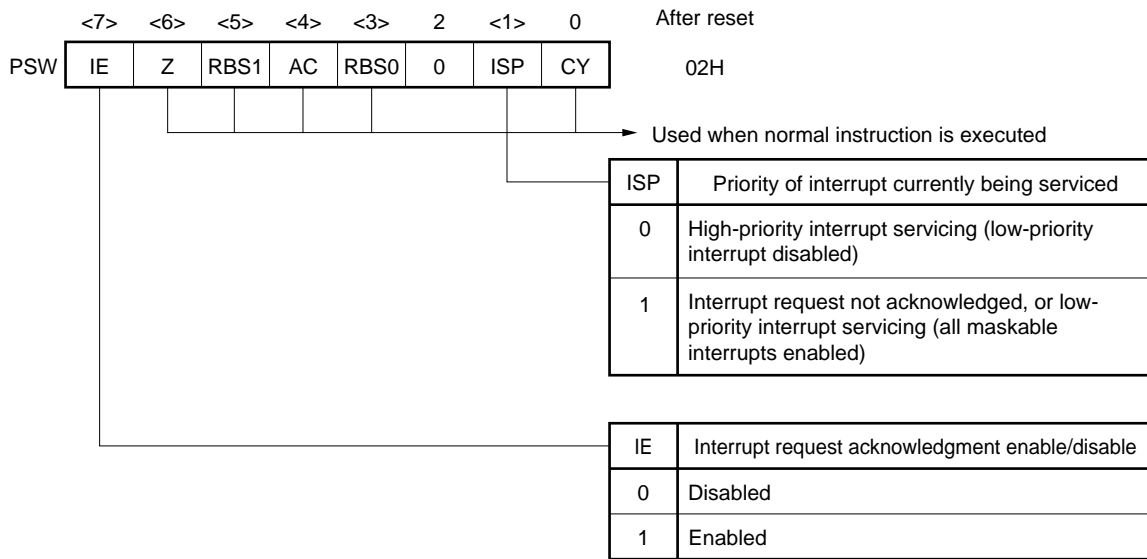 <7> <6> <5> <4> <3> 2 <1> 0 After reset
PSW IE Z RBS1 AC RBS0 0 ISP CY 02H
Used when normal instruction is executed
ISP Priority of interrupt currently being serviced
0 High-priority interrupt servicing (low-priority
interrupt disabled)
1 Interrupt request not acknowledged, or low-
priority interrupt servicing (all maskable
interrupts enabled)
IE Interrupt request acknowledgment enable/disable
0 Disabled
1 Enabled